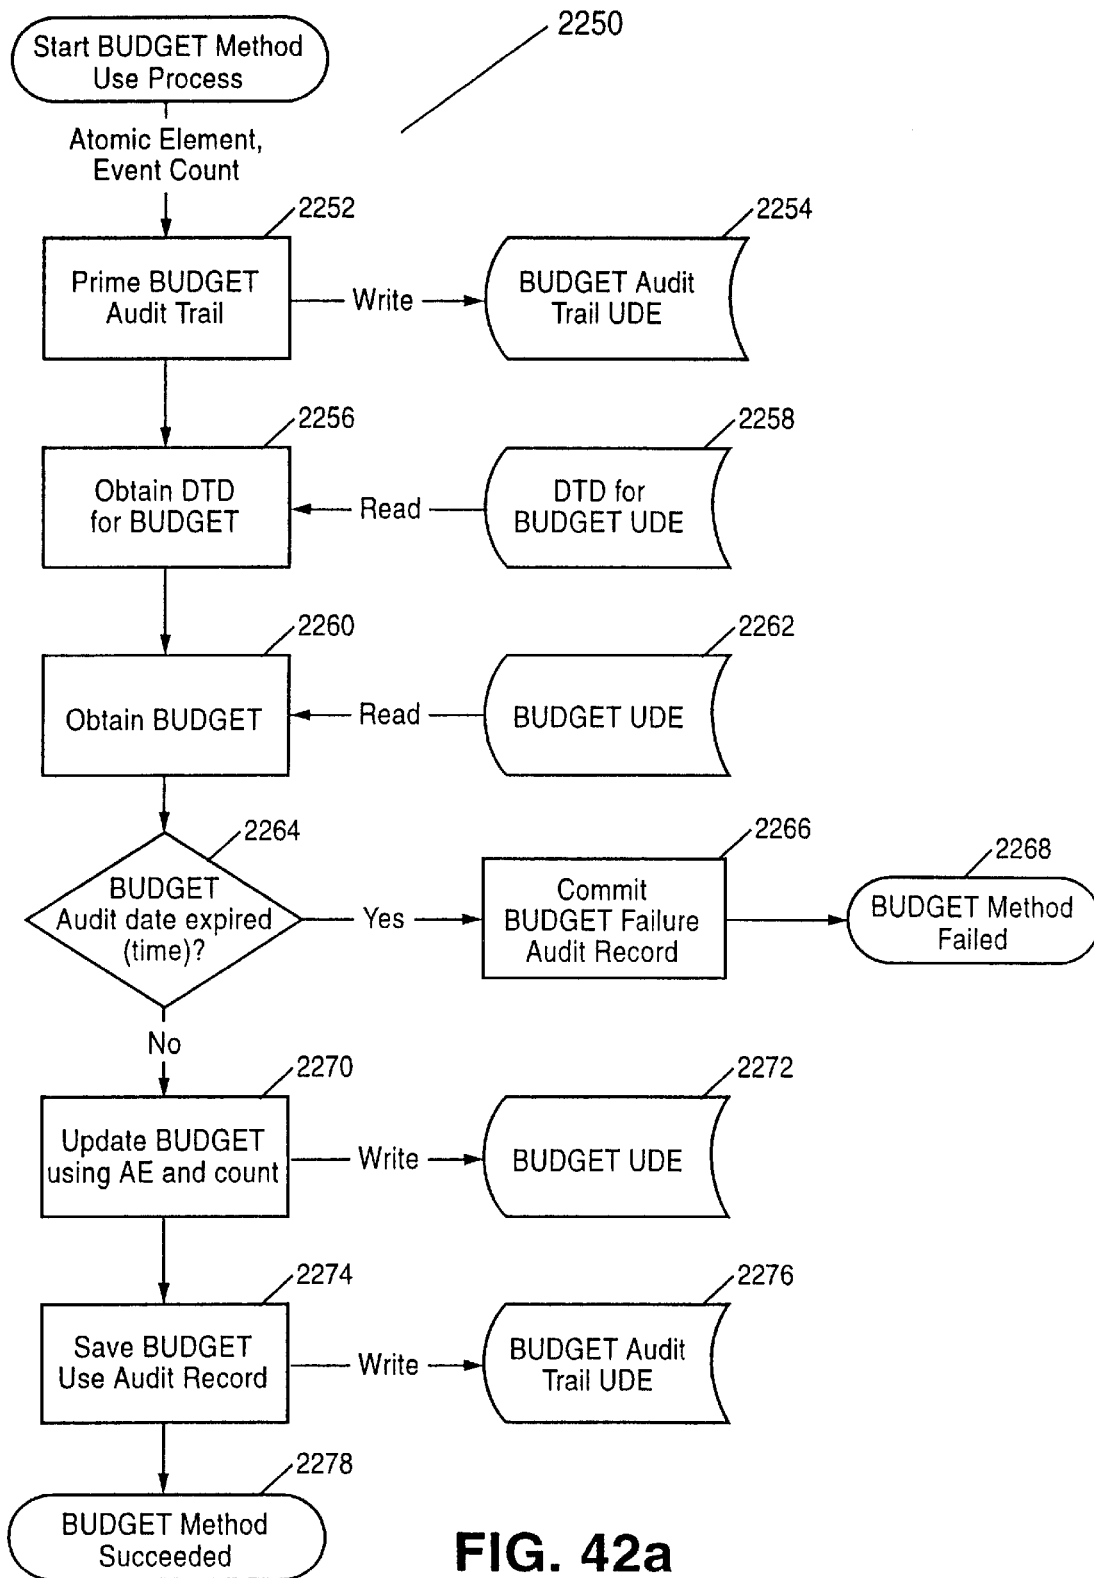 Start BUDGET Method
Use Process
2250
Atomic Element,
Event Count
2252
2254
Prime BUDGET
Audit Trail
Write
BUDGET Audit
Trail UDE
2256
2258
Obtain DTD
for BUDGET
Read
DTD for
BUDGET UDE
2260
2262
Obtain BUDGET
Read
BUDGET UDE
2264
2266
2268
BUDGET
Audit date expired
(time)?
Yes
Commit
BUDGET Failure
Audit Record
BUDGET Method
Failed
No
2270
2272
Update BUDGET
using AE and count
Write
BUDGET UDE
2274
2276
Save BUDGET
Use Audit Record
Write
BUDGET Audit
Trail UDE
2278
BUDGET Method
Succeeded
FIG. 42a